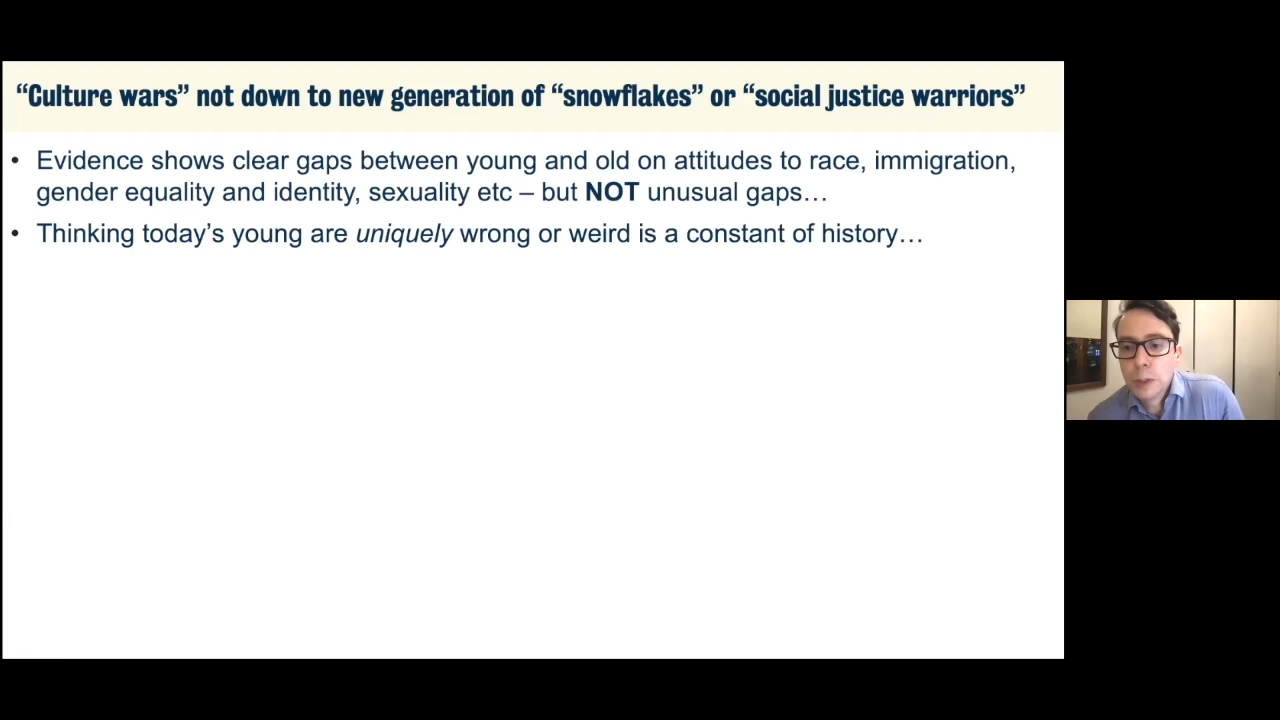 “Culture wars” not down to new generation of “snowflakes” or “social justice warriors”
• Evidence shows clear gaps between young and old on attitudes to race, immigration,
gender equality and identity, sexuality etc – but NOT unusual gaps…
• Thinking today’s young are uniquely wrong or weird is a constant of history…